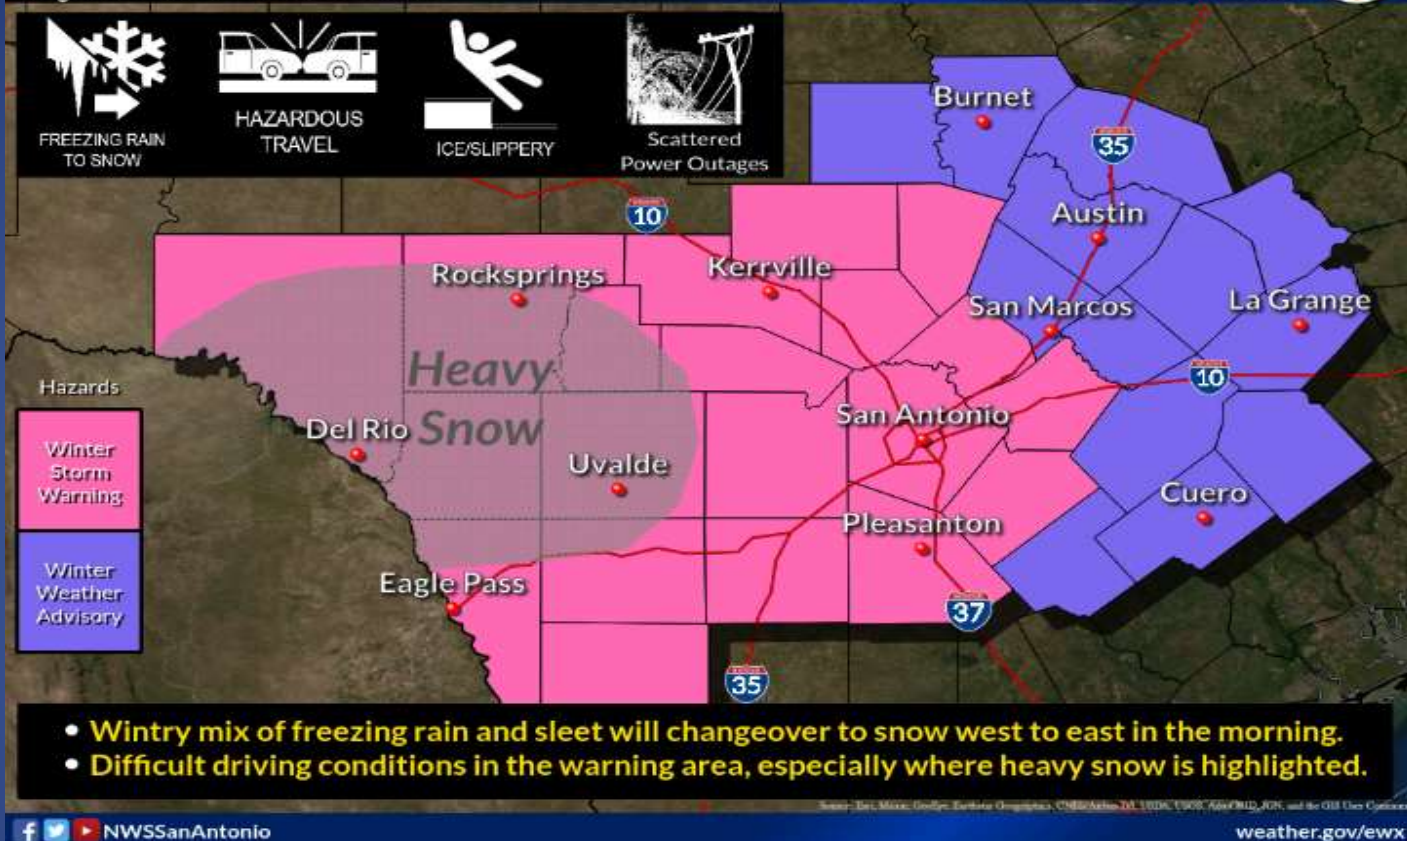 FREEZING RAIN
TO SNOW
HAZARDOUS
TRAVEL
ICE/SLIPPERY
Scattered
Power Outages
Burnet
35
Austin
10
Rocksprings
Kerrville
San Marcos
La Grange
Heavy
Snow
10
Hazards
Winter
Storm
Warning
Winter
Weather
Advisory
Del Rio
San Antonio
Uvalde
Cuero
Pleasanton
Eagle Pass
37
35
• Wintry mix of freezing rain and sleet will changeover to snow west to east in the morning.
• Difficult driving conditions in the warning area, especially where heavy snow is highlighted.
NWSSanAntonio
weather.gov/ewx